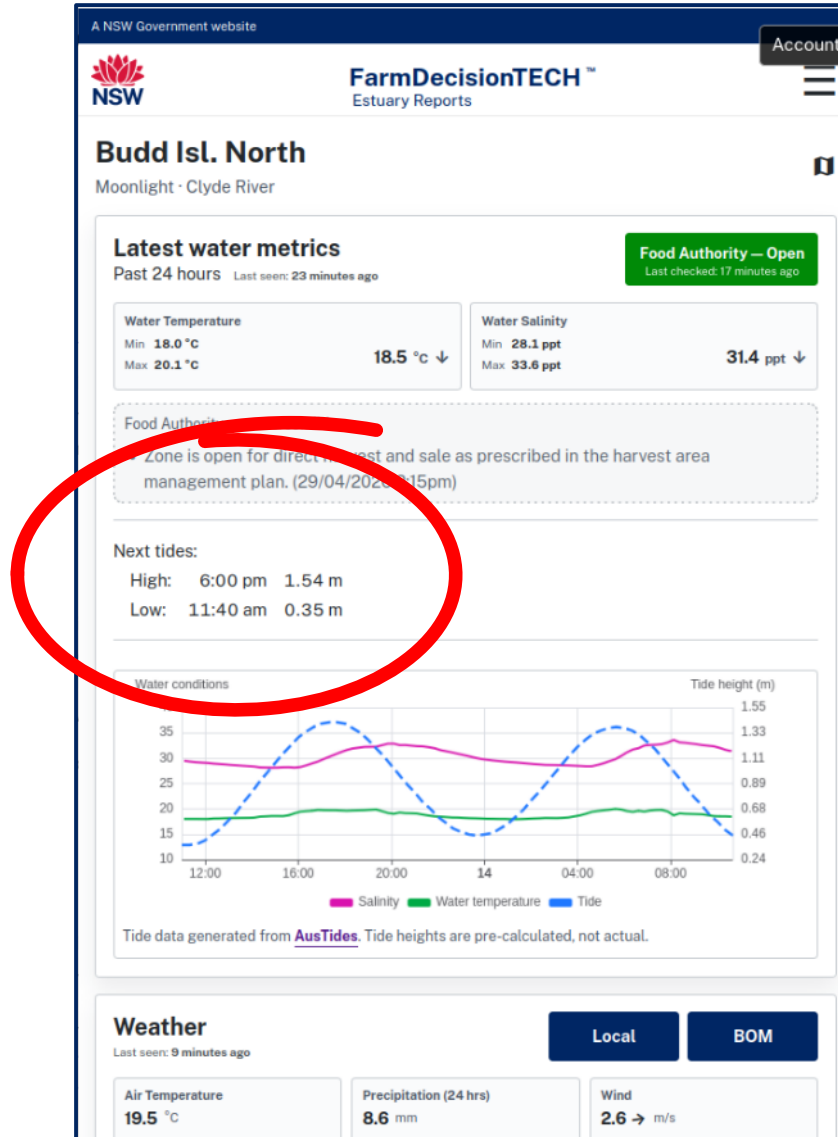 A NSW Government website
Account
NSW
FarmDecisionTECH™
Estuary Reports
Budd Isl. North
Moonlight · Clyde River
Latest water metrics
Past 24 hours Last seen: 23 minutes ago
Food Authority — Open
Last checked: 17 minutes ago
Water Temperature
Min 18.0 °C
Max 20.1 °C
18.5 °C ↓
Water Salinity
Min 28.1 ppt
Max 33.6 ppt
31.4 ppt ↓
Food
Zone is open for direct and sale as prescribed in the harvest area
management plan. 15pm)
Next tides:
High: 6:00 pm 1.54 m
Low: 11:40 am 0.35 m
Water conditions
Tide height (m)
35
30
25
20
15
10
1.55
1.33
1.11
0.89
0.68
0.46
0.24
12:00 16:00 20:00 14 04:00 08:00
Salinity Water temperature Tide
Tide data generated from AusTides. Tide heights are pre-calculated, not actual.
Weather
Last seen: 9 minutes ago
Local
BOM
Air Temperature
19.5 °C
Precipitation (24 hrs)
8.6 mm
Wind
2.6 → m/s